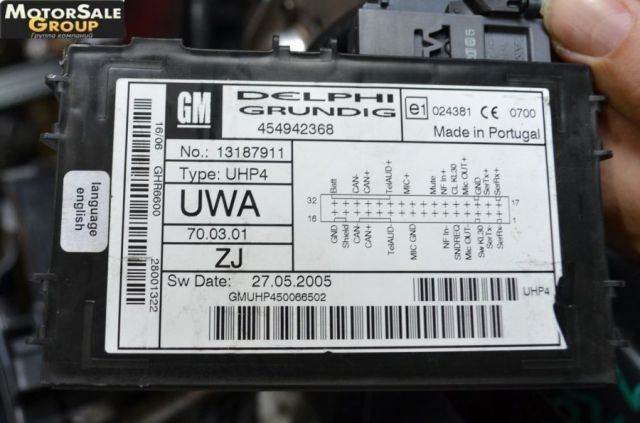 MotorSale
Group
Группа компаний
language
english
16/06 GHR6600 28001322
GM
DELPHI
GRUNDIG
454942368
e1 024381 CE 0700
Made in Portugal
No.: 13187911
Type: UHP4
UWA
70.03.01
ZJ
Sw Date: 27.05.2005
GMUHP450066502
UHP4
Batt CAN- CAN+ TelAUD+ MIC+ Mute NF In+ GL KL30 Mic Out+ GND SerTx+ SerRx+
32 17
16 1
GND Shield CAN- CAN+ TelAUD- MIC GND NF In- SNDREQ Mic OUT- Sw KL30 SerTx- SerRx-